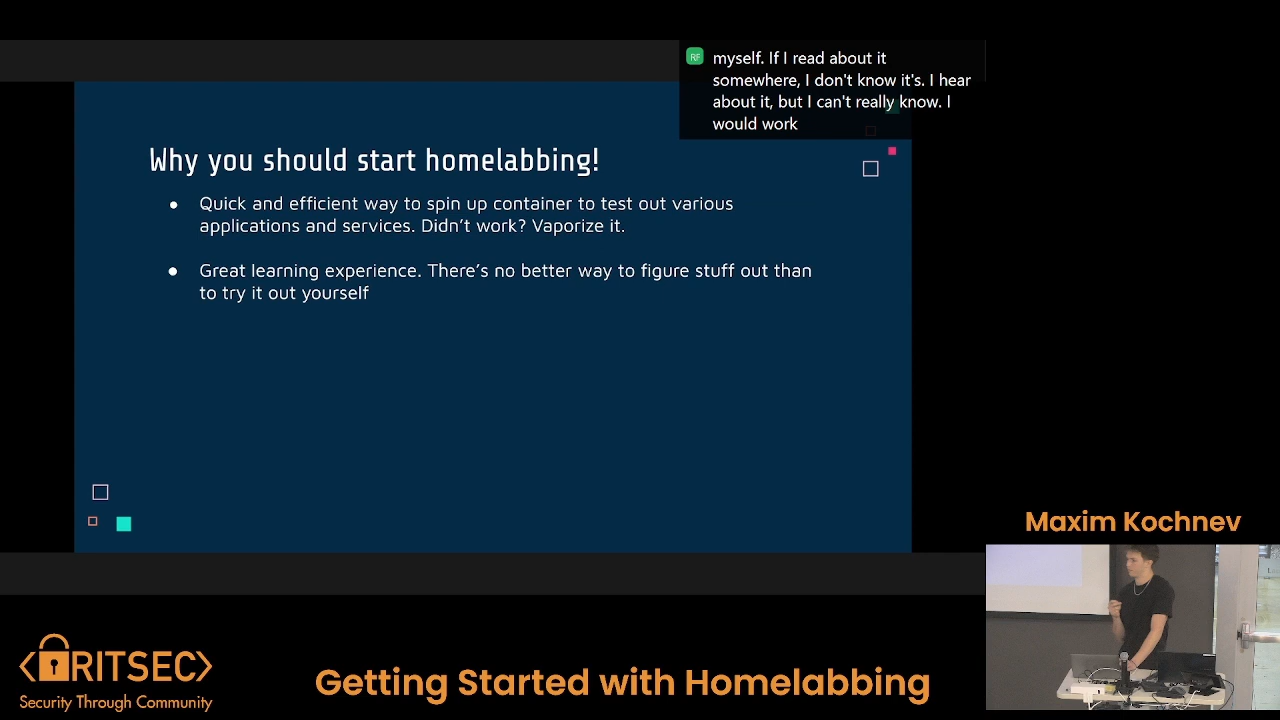 RF
myself. If I read about it
somewhere, I don't know it's. I hear
about it, but I can't really know. I
would work
Why you should start homelabbing!
● Quick and efficient way to spin up container to test out various
applications and services. Didn’t work? Vaporize it.
● Great learning experience. There’s no better way to figure stuff out than
to try it out yourself
Maxim Kochnev
<RITSEC>
Security Through Community
Getting Started with Homelabbing